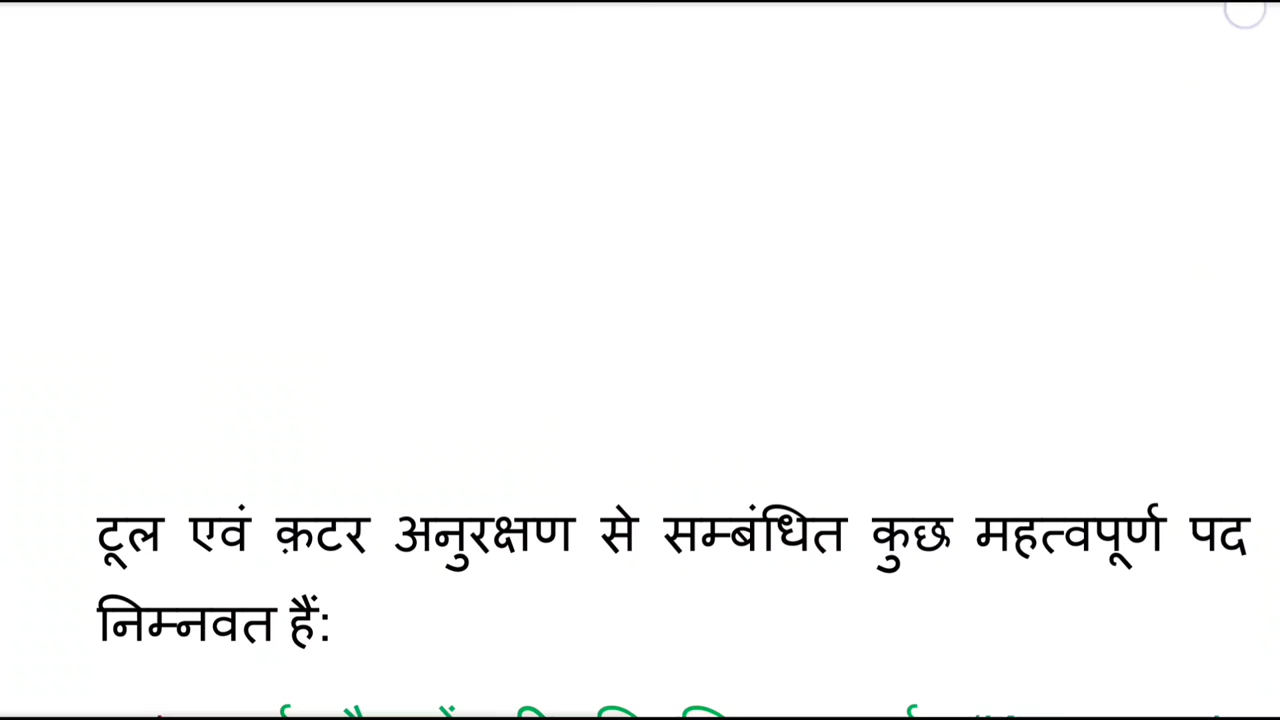 टूल एवं क़टर अनुरक्षण से सम्बंधित कुछ महत्वपूर्ण पद
निम्नवत हैं: